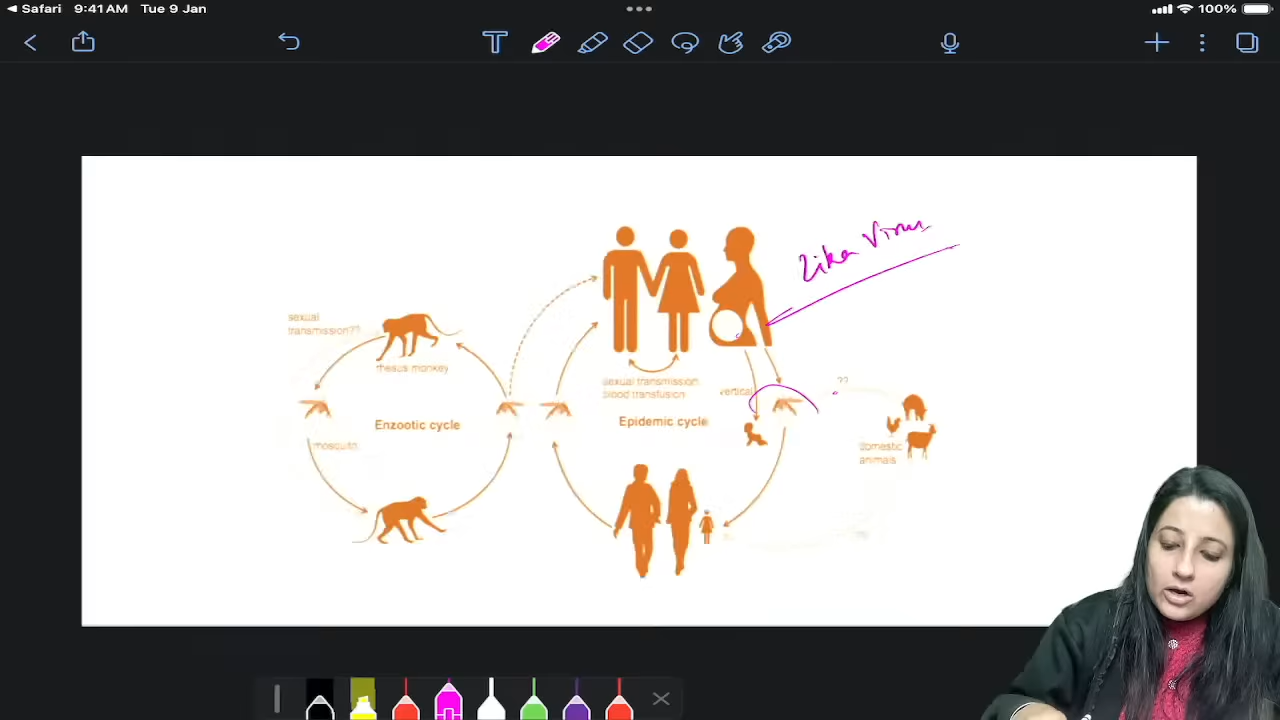 Safari 9:41 AM Tue 9 Jan
100%
T
Zika Virus
sexual
transmission??
rhesus monkey
mosquito
Enzootic cycle
sexual transmission
blood transfusion
vertical
Epidemic cycle
??
domestic
animals